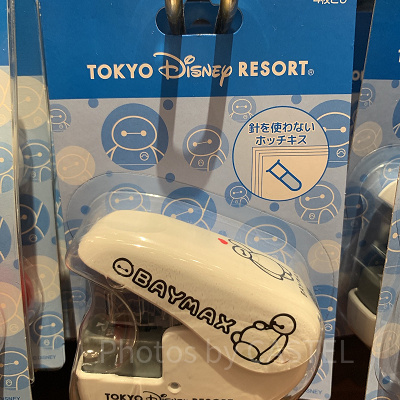 TOKYO Disney RESORT®
針を使わない
ホッチキス
BAYMAX
Photos by CASTEL
TOKYO Disney RESORT